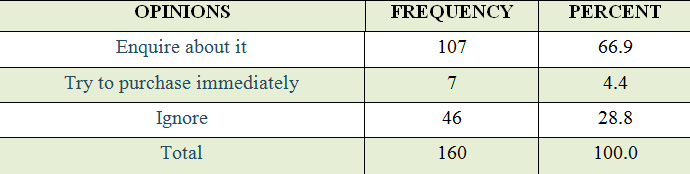 OPINIONS FREQUENCY PERCENT
Enquire about it 107 66.9
Try to purchase immediately 7 4.4
Ignore 46 28.8
Total 160 100.0